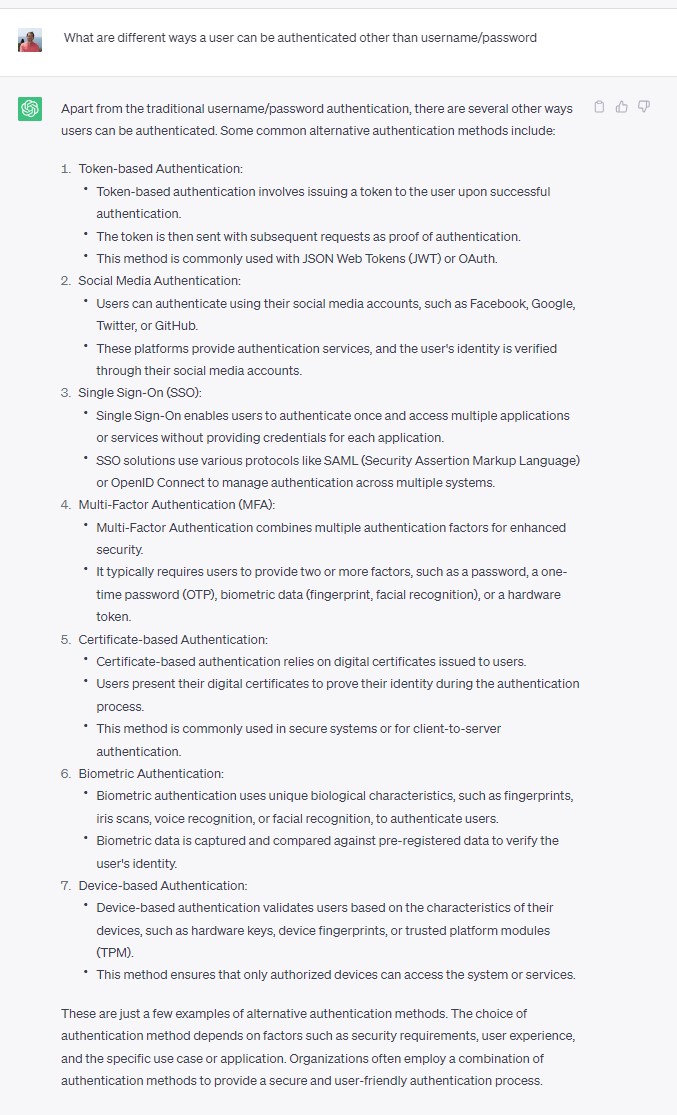 What are different ways a user can be authenticated other than username/password
Apart from the traditional username/password authentication, there are several other ways
users can be authenticated. Some common alternative authentication methods include:
1. Token-based Authentication:
• Token-based authentication involves issuing a token to the user upon successful
authentication.
• The token is then sent with subsequent requests as proof of authentication.
• This method is commonly used with JSON Web Tokens (JWT) or OAuth.
2. Social Media Authentication:
• Users can authenticate using their social media accounts, such as Facebook, Google,
Twitter, or GitHub.
• These platforms provide authentication services, and the user's identity is verified
through their social media accounts.
3. Single Sign-On (SSO):
• Single Sign-On enables users to authenticate once and access multiple applications
or services without providing credentials for each application.
• SSO solutions use various protocols like SAML (Security Assertion Markup Language)
or OpenID Connect to manage authentication across multiple systems.
4. Multi-Factor Authentication (MFA):
• Multi-Factor Authentication combines multiple authentication factors for enhanced
security.
• It typically requires users to provide two or more factors, such as a password, a one-
time password (OTP), biometric data (fingerprint, facial recognition), or a hardware
token.
5. Certificate-based Authentication:
• Certificate-based authentication relies on digital certificates issued to users.
• Users present their digital certificates to prove their identity during the authentication
process.
• This method is commonly used in secure systems or for client-to-server
authentication.
6. Biometric Authentication:
• Biometric authentication uses unique biological characteristics, such as fingerprints,
iris scans, voice recognition, or facial recognition, to authenticate users.
• Biometric data is captured and compared against pre-registered data to verify the
user's identity.
7. Device-based Authentication:
• Device-based authentication validates users based on the characteristics of their
devices, such as hardware keys, device fingerprints, or trusted platform modules
(TPM).
• This method ensures that only authorized devices can access the system or services.
These are just a few examples of alternative authentication methods. The choice of
authentication method depends on factors such as security requirements, user experience,
and the specific use case or application. Organizations often employ a combination of
authentication methods to provide a secure and user-friendly authentication process.